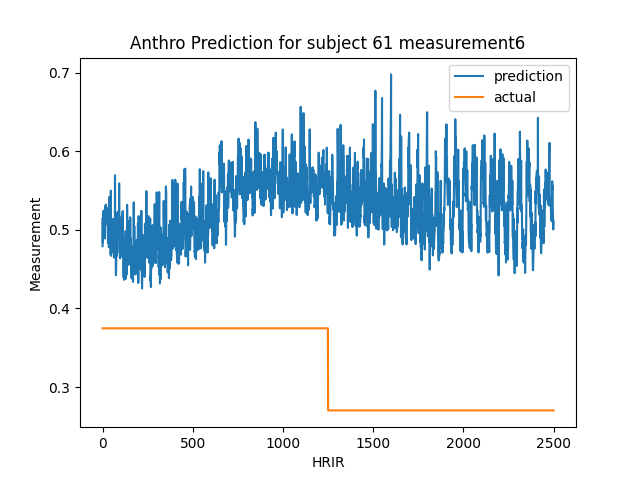 Anthro Prediction for subject 61 measurement6
prediction
actual
Measurement
0.7
0.6
0.5
0.4
0.3
0 500 1000 1500 2000 2500
HRIR